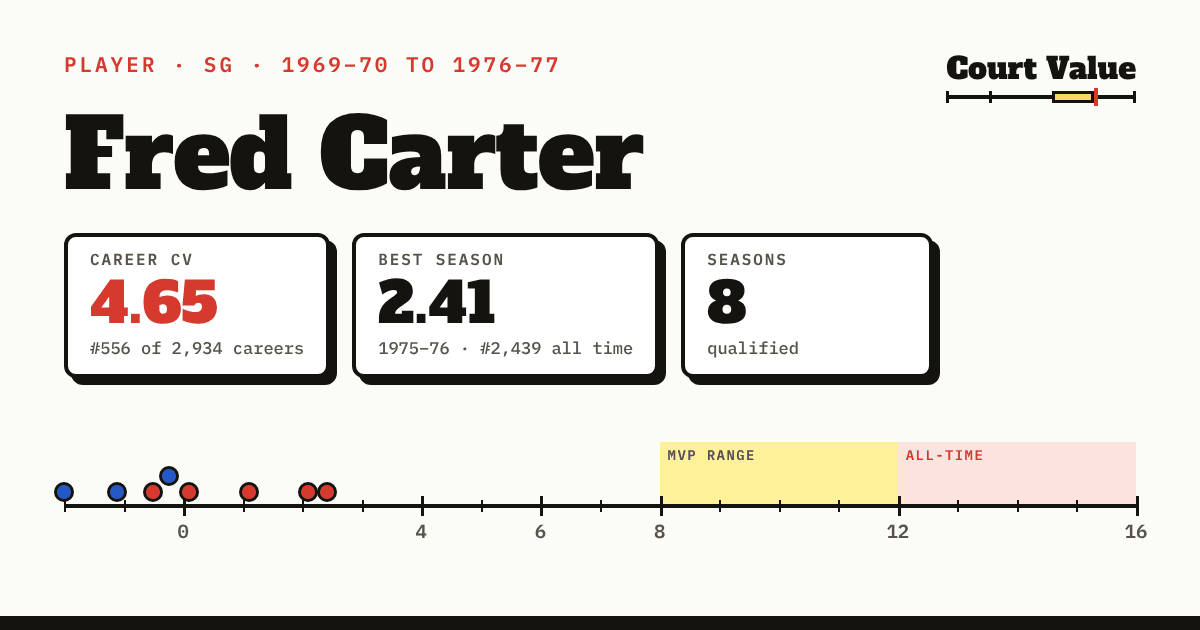 PLAYER · SG · 1969–70 TO 1976–77
Court Value
Fred Carter
CAREER CV
4.65
#556 of 2,934 careers
BEST SEASON
2.41
1975–76 · #2,439 all time
SEASONS
8
qualified
MVP RANGE
ALL-TIME
0 4 6 8 12 16